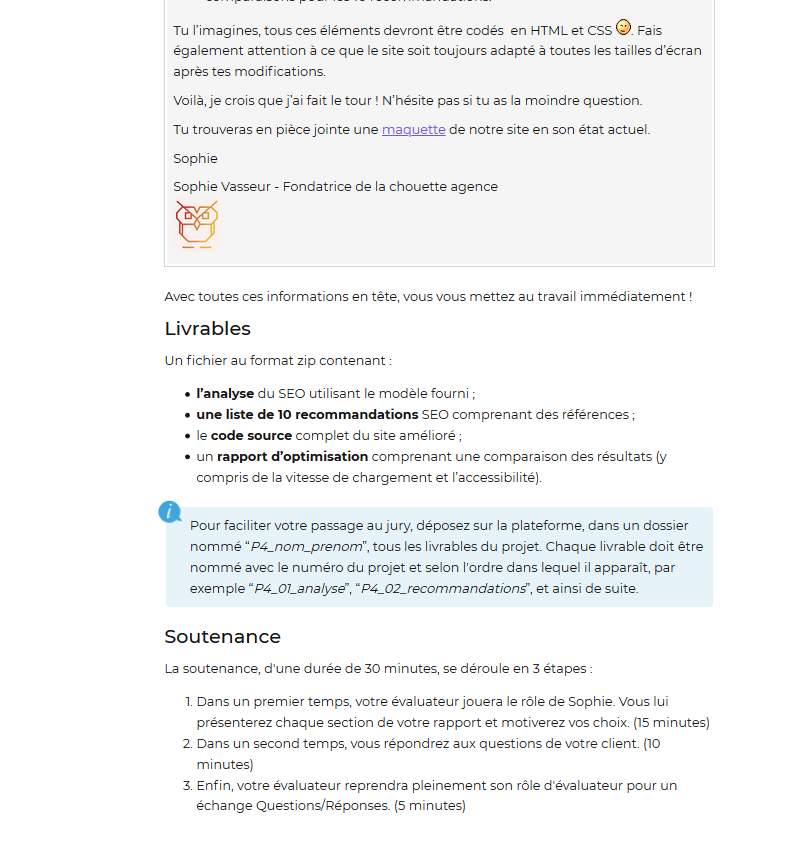 comparaisons pour les 10 recommandations.
Tu l’imagines, tous ces éléments devront être codés en HTML et CSS 😉. Fais
également attention à ce que le site soit toujours adapté à toutes les tailles d’écran
après tes modifications.
Voilà, je crois que j’ai fait le tour ! N’hésite pas si tu as la moindre question.
Tu trouveras en pièce jointe une maquette de notre site en son état actuel.
Sophie
Sophie Vasseur - Fondatrice de la chouette agence
Avec toutes ces informations en tête, vous vous mettez au travail immédiatement !
Livrables
Un fichier au format zip contenant :
• l’analyse du SEO utilisant le modèle fourni ;
• une liste de 10 recommandations SEO comprenant des références ;
• le code source complet du site amélioré ;
• un rapport d’optimisation comprenant une comparaison des résultats (y
compris de la vitesse de chargement et l’accessibilité).
i
Pour faciliter votre passage au jury, déposez sur la plateforme, dans un dossier
nommé “P4_nom_prenom”, tous les livrables du projet. Chaque livrable doit être
nommé avec le numéro du projet et selon l'ordre dans lequel il apparaît, par
exemple “P4_01_analyse”, “P4_02_recommandations”, et ainsi de suite.
Soutenance
La soutenance, d'une durée de 30 minutes, se déroule en 3 étapes :
1. Dans un premier temps, votre évaluateur jouera le rôle de Sophie. Vous lui
présenterez chaque section de votre rapport et motiverez vos choix. (15 minutes)
2. Dans un second temps, vous répondrez aux questions de votre client. (10
minutes)
3. Enfin, votre évaluateur reprendra pleinement son rôle d'évaluateur pour un
échange Questions/Réponses. (5 minutes)